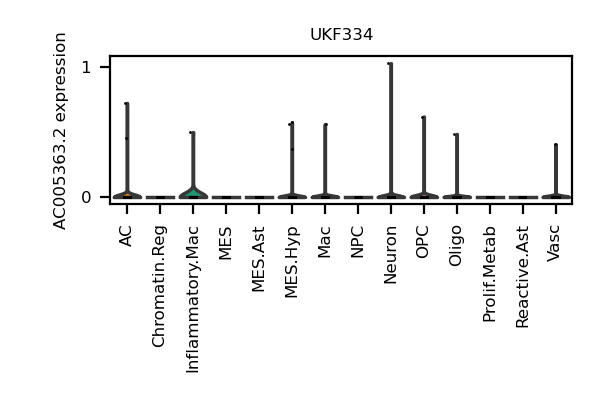 UKF334
AC005363.2 expression
1
0
AC
Chromatin.Reg
Inflammatory.Mac
MES
MES.Ast
MES.Hyp
Mac
NPC
Neuron
OPC
Oligo
Prolif.Metab
Reactive.Ast
Vasc